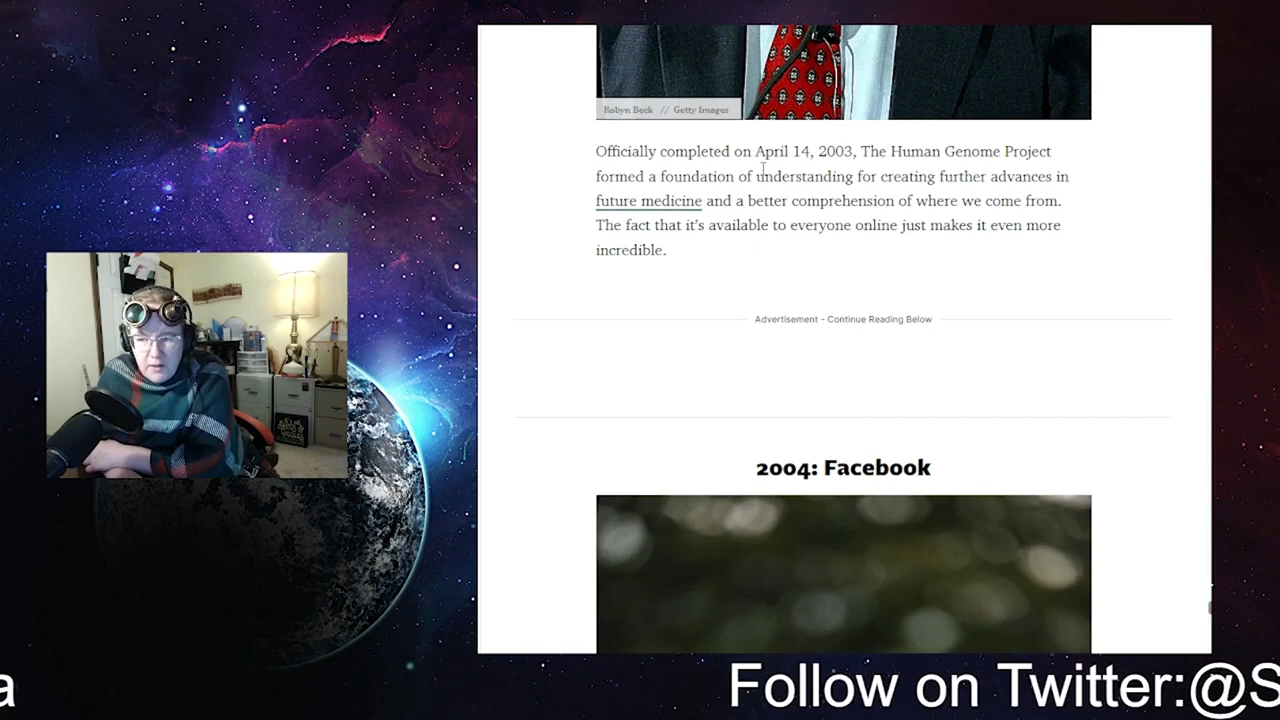 Robyn Beck // Getty Images
Officially completed on April 14, 2003, The Human Genome Project
formed a foundation of understanding for creating further advances in
future medicine and a better comprehension of where we come from.
The fact that it's available to everyone online just makes it even more
incredible.
Advertisement - Continue Reading Below
2004: Facebook
a
Follow on Twitter:@S